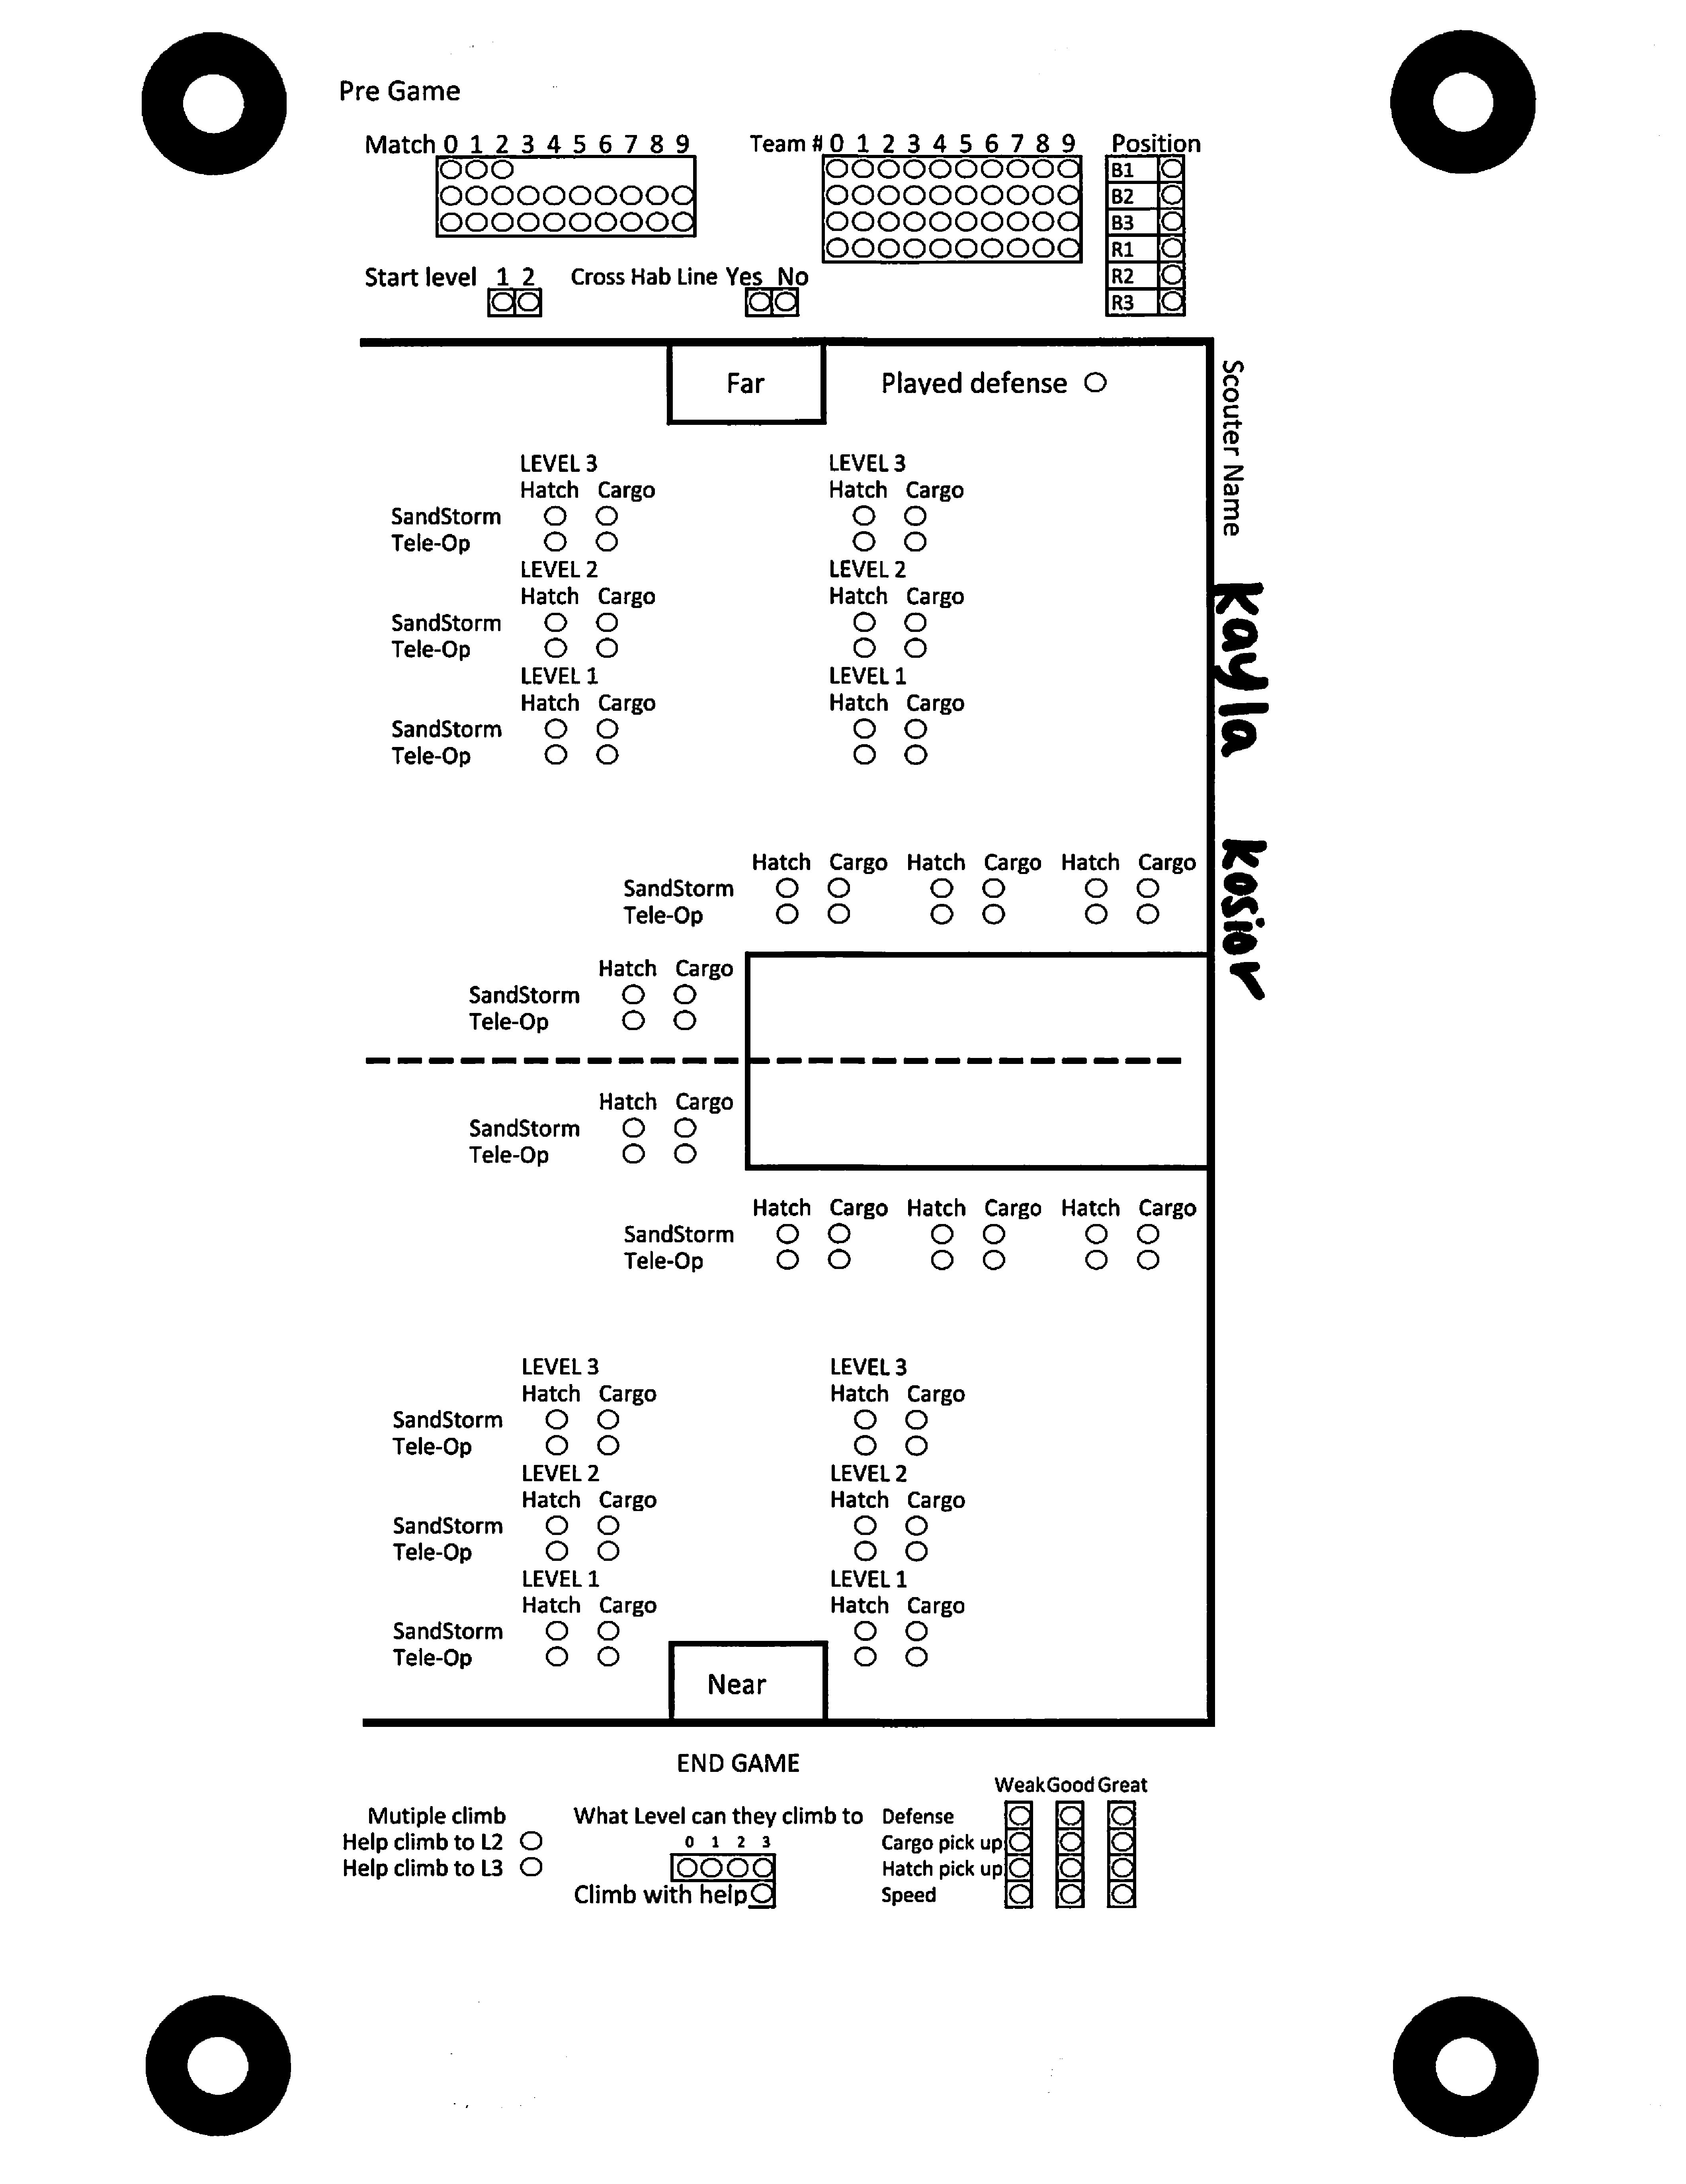 Pre Game
Match 0 1 2 3 4 5 6 7 8 9
Team # 0 1 2 3 4 5 6 7 8 9
Position
B1
B2
B3
R1
R2
R3
Start level 1 2
Cross Hab Line Yes No
Far
Played defense
Scouter Name
Kayla Kosior
LEVEL 3 LEVEL 3
Hatch Cargo Hatch Cargo
SandStorm
Tele-Op
LEVEL 2 LEVEL 2
Hatch Cargo Hatch Cargo
SandStorm
Tele-Op
LEVEL 1 LEVEL 1
Hatch Cargo Hatch Cargo
SandStorm
Tele-Op
Hatch Cargo Hatch Cargo Hatch Cargo
SandStorm
Tele-Op
Hatch Cargo
SandStorm
Tele-Op
Hatch Cargo
SandStorm
Tele-Op
Hatch Cargo Hatch Cargo Hatch Cargo
SandStorm
Tele-Op
LEVEL 3 LEVEL 3
Hatch Cargo Hatch Cargo
SandStorm
Tele-Op
LEVEL 2 LEVEL 2
Hatch Cargo Hatch Cargo
SandStorm
Tele-Op
LEVEL 1 LEVEL 1
Hatch Cargo Hatch Cargo
SandStorm
Tele-Op
Near
END GAME
Mutiple climb
Help climb to L2
Help climb to L3
What Level can they climb to
0 1 2 3
Climb with help
Weak Good Great
Defense
Cargo pick up
Hatch pick up
Speed